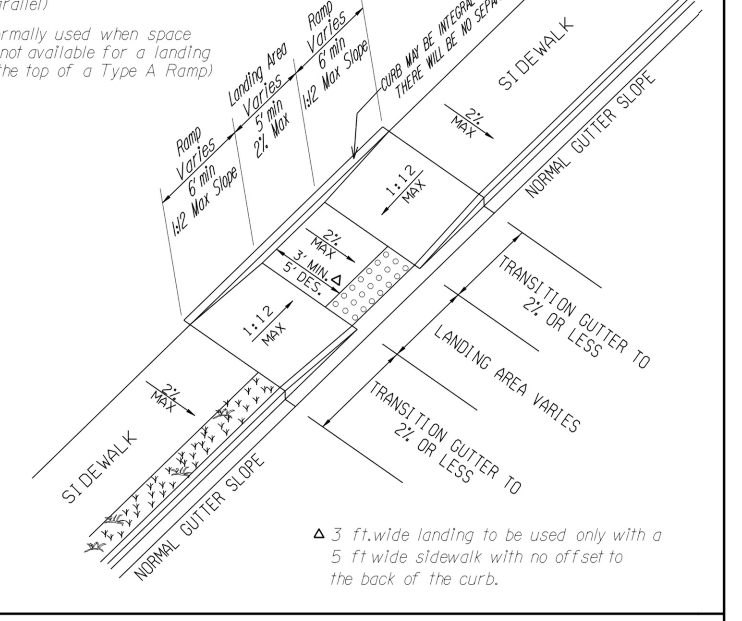 rallel)
rmally used when space
not available for a landing
the top of a Type A Ramp)
Ramp
Varies
6' min
1:12 Max Slope
Landing Area
Varies
5' min
2% Max
Ramp
Varies
6' min
1:12 Max Slope
CURB MAY BE INTEGRAL
THERE WILL BE NO SEPA
SIDEWALK
2%
MAX
NORMAL GUTTER SLOPE
1:12
MAX
2%
MAX
3' MIN. Δ
5' DES.
1:12
MAX
TRANSITION GUTTER TO
2% OR LESS
LANDING AREA VARIES
TRANSITION GUTTER TO
2% OR LESS
2%
MAX
SIDEWALK
NORMAL GUTTER SLOPE
Δ 3 ft.wide landing to be used only with a
5 ft wide sidewalk with no offset to
the back of the curb.